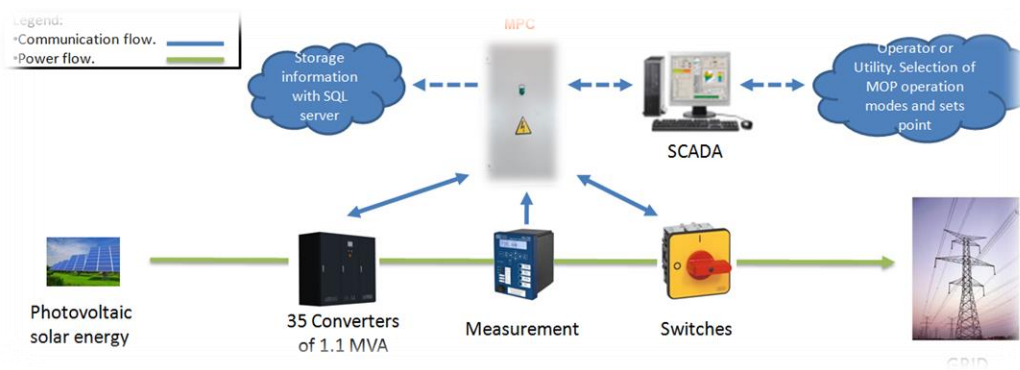 Legend:
•Communication flow.
•Power flow.
MPC
Storage
information
with SQL
server
Operator or
Utility. Selection of
MOP operation
modes and sets
point
SCADA
Photovoltaic
solar energy
35 Converters
of 1.1 MVA
Measurement
Switches
GRID